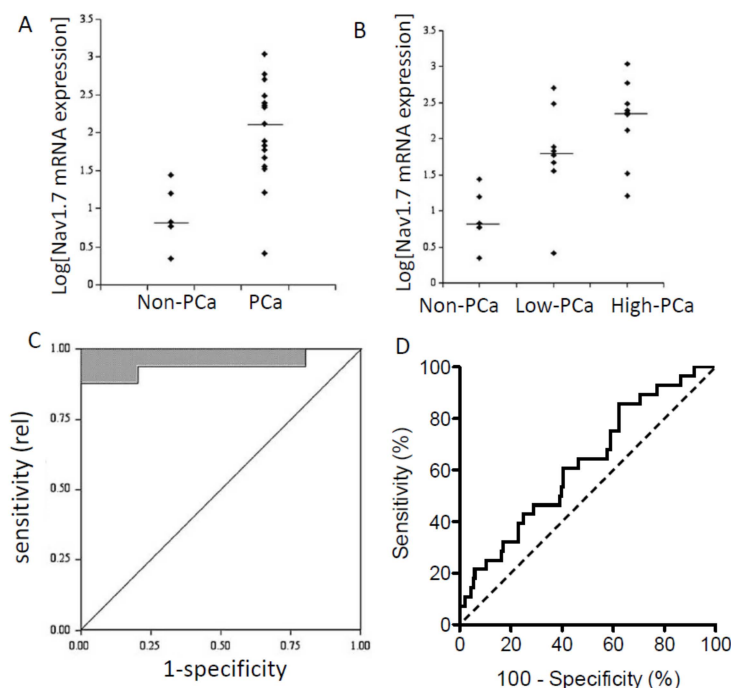 A
Log[Nav1.7 mRNA expression)
3.5
3
2.5
2
1.5
1
0.5
0
Non-PCa PCa
B
Log[Nav1.7 mRNA expression)
3.5
3
2.5
2
1.5
1
0.5
0
Non-PCa Low-PCa High-PCa
C
sensitivity (rel)
1.00
0.75
0.50
0.25
0.00
0.00 0.25 0.50 0.75 1.00
1-specificity
D
Sensitivity (%)
100
80
60
40
20
0
0 20 40 60 80 100
100 - Specificity (%)